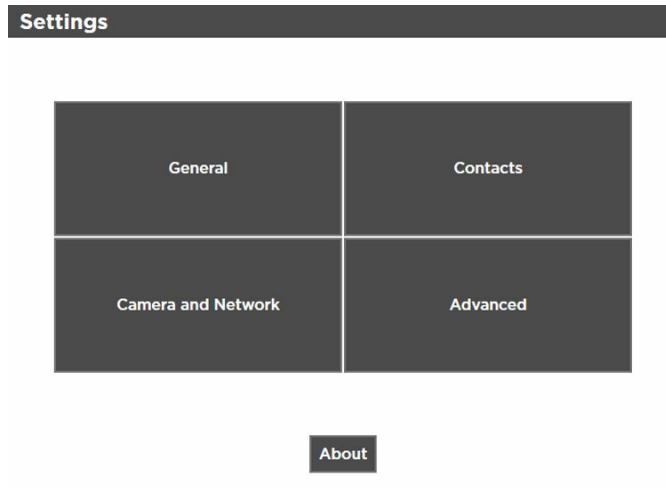 Settings
General
Contacts
Camera and Network
Advanced
About